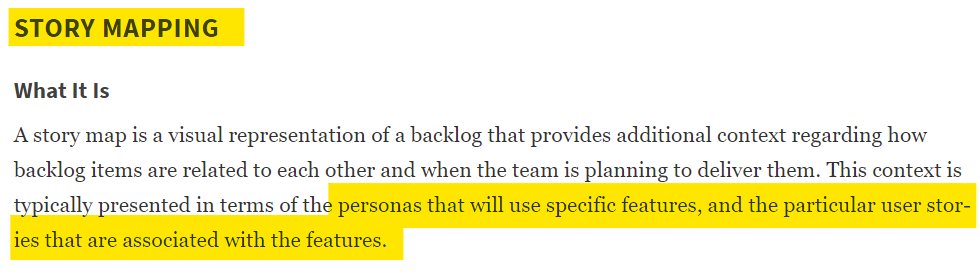 STORY MAPPING
What It Is
A story map is a visual representation of a backlog that provides additional context regarding how
backlog items are related to each other and when the team is planning to deliver them. This context is
typically presented in terms of the personas that will use specific features, and the particular user stor-
ies that are associated with the features.